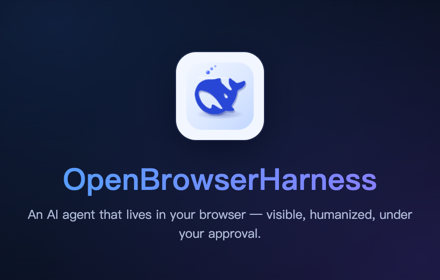 OpenBrowserHarness
An AI agent that lives in your browser — visible, humanized, under
your approval.